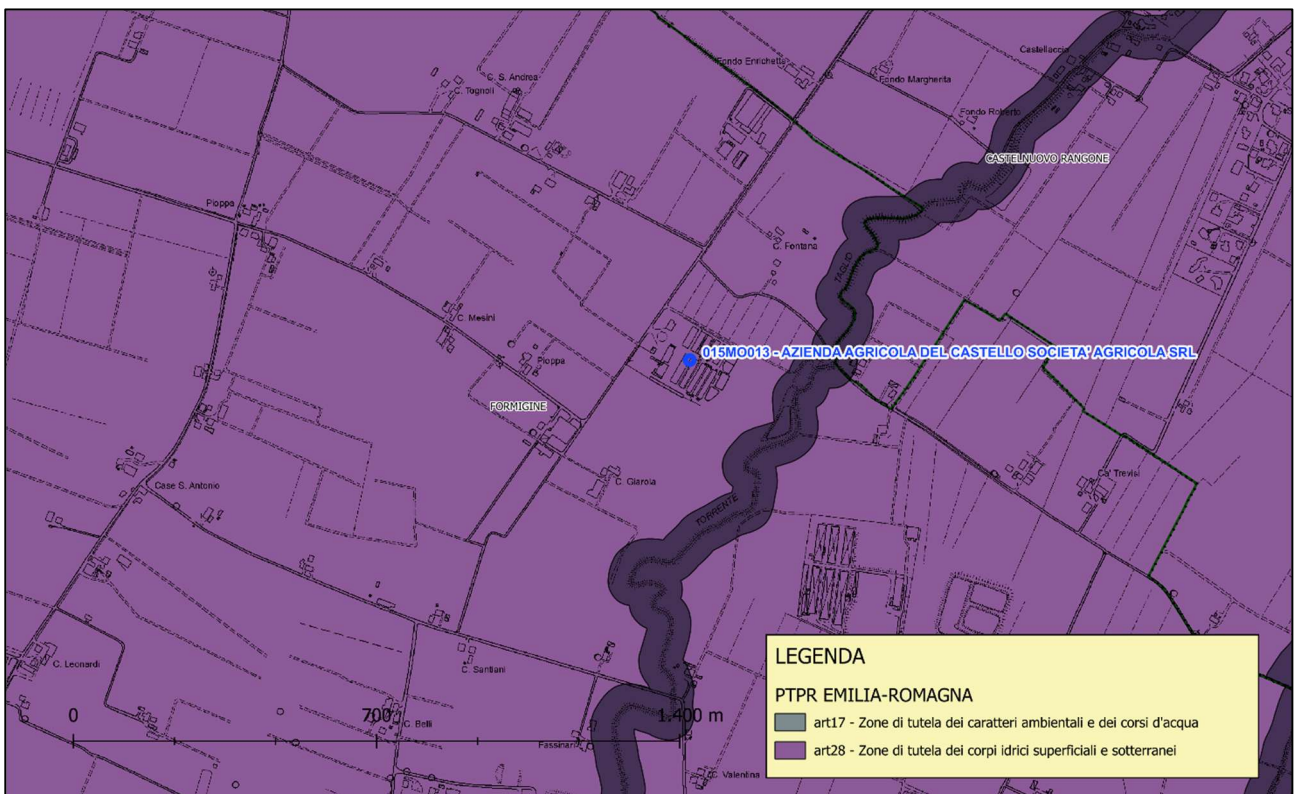 Castellaccio
Fondo Enrichetta
C. S. Andrea
Fondo Margherita
C. Tognoli
Fondo Roberto
CASTELNUOVO RANGONE
Pioppa
C. Fontana
TAGLIO
C. Mesini
015MO013 - AZIENDA AGRICOLA DEL CASTELLO SOCIETA' AGRICOLA SRL
Pioppa
FORMIGINE
C. Giarola
Ca' Trevisi
Case S. Antonio
TORRENTE
LEGENDA
C. Leonardi
C. Santiani
PTPR EMILIA-ROMAGNA
0 700 1.400 m
C. Belli
art17 - Zone di tutela dei caratteri ambientali e dei corsi d'acqua
Fassinari
art28 - Zone di tutela dei corpi idrici superficiali e sotterranei
C. Valentina